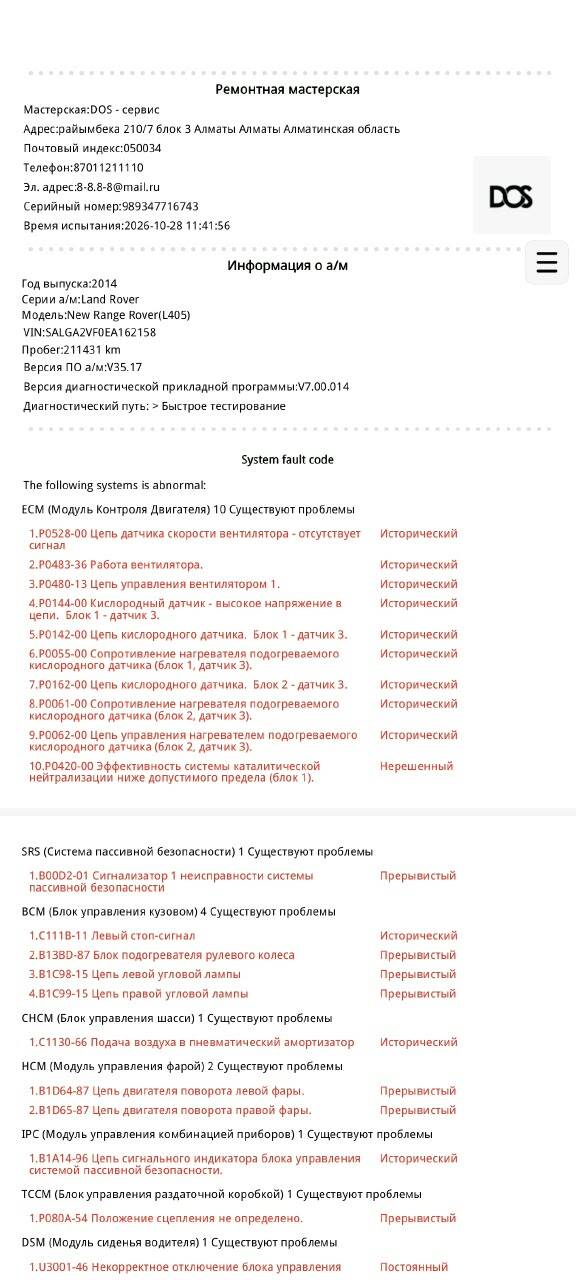 Ремонтная мастерская
Мастерская:DOS - сервис
Адрес:райымбека 210/7 блок 3 Алматы Алматы Алматинская область
Почтовый индекс:050034
Телефон:87011211110
Эл. адрес:8-8.8-8@mail.ru
Серийный номер:989347716743
Время испытания:2026-10-28 11:41:56
DOS
Информация о а/м
Год выпуска:2014
Серии а/м:Land Rover
Модель:New Range Rover(L405)
VIN:SALGA2VF0EA162158
Пробег:211431 km
Версия ПО а/м:V35.17
Версия диагностической прикладной программы:V7.00.014
Диагностический путь: > Быстрое тестирование
System fault code
The following systems is abnormal:
ECM (Модуль Контроля Двигателя) 10 Существуют проблемы
1.P0528-00 Цепь датчика скорости вентилятора - отсутствует Исторический
сигнал
2.P0483-36 Работа вентилятора. Исторический
3.P0480-13 Цепь управления вентилятором 1. Исторический
4.P0144-00 Кислородный датчик - высокое напряжение в Исторический
цепи. Блок 1 - датчик 3.
5.P0142-00 Цепь кислородного датчика. Блок 1 - датчик 3. Исторический
6.P0055-00 Сопротивление нагревателя подогреваемого Исторический
кислородного датчика (блок 1, датчик 3).
7.P0162-00 Цепь кислородного датчика. Блок 2 - датчик 3. Исторический
8.P0061-00 Сопротивление нагревателя подогреваемого Исторический
кислородного датчика (блок 2, датчик 3).
9.P0062-00 Цепь управления нагревателем подогреваемого Исторический
кислородного датчика (блок 2, датчик 3).
10.P0420-00 Эффективность системы каталитической Нерешенный
нейтрализации ниже допустимого предела (блок 1).
SRS (Система пассивной безопасности) 1 Существуют проблемы
1.B00D2-01 Сигнализатор 1 неисправности системы Прерывистый
пассивной безопасности
BCM (Блок управления кузовом) 4 Существуют проблемы
1.C111B-11 Левый стоп-сигнал Исторический
2.B13BD-87 Блок подогревателя рулевого колеса Прерывистый
3.B1C98-15 Цепь левой угловой лампы Прерывистый
4.B1C99-15 Цепь правой угловой лампы Прерывистый
CHCM (Блок управления шасси) 1 Существуют проблемы
1.C1130-66 Подача воздуха в пневматический амортизатор Исторический
HCM (Модуль управления фарой) 2 Существуют проблемы
1.B1D64-87 Цепь двигателя поворота левой фары. Прерывистый
2.B1D65-87 Цепь двигателя поворота правой фары. Прерывистый
IPC (Модуль управления комбинацией приборов) 1 Существуют проблемы
1.B1A14-96 Цепь сигнального индикатора блока управления Исторический
системой пассивной безопасности.
TCCM (Блок управления раздаточной коробкой) 1 Существуют проблемы
1.P080A-54 Положение сцепления не определено. Прерывистый
DSM (Модуль сиденья водителя) 1 Существуют проблемы
1.U3001-46 Некорректное отключение блока управления Постоянный